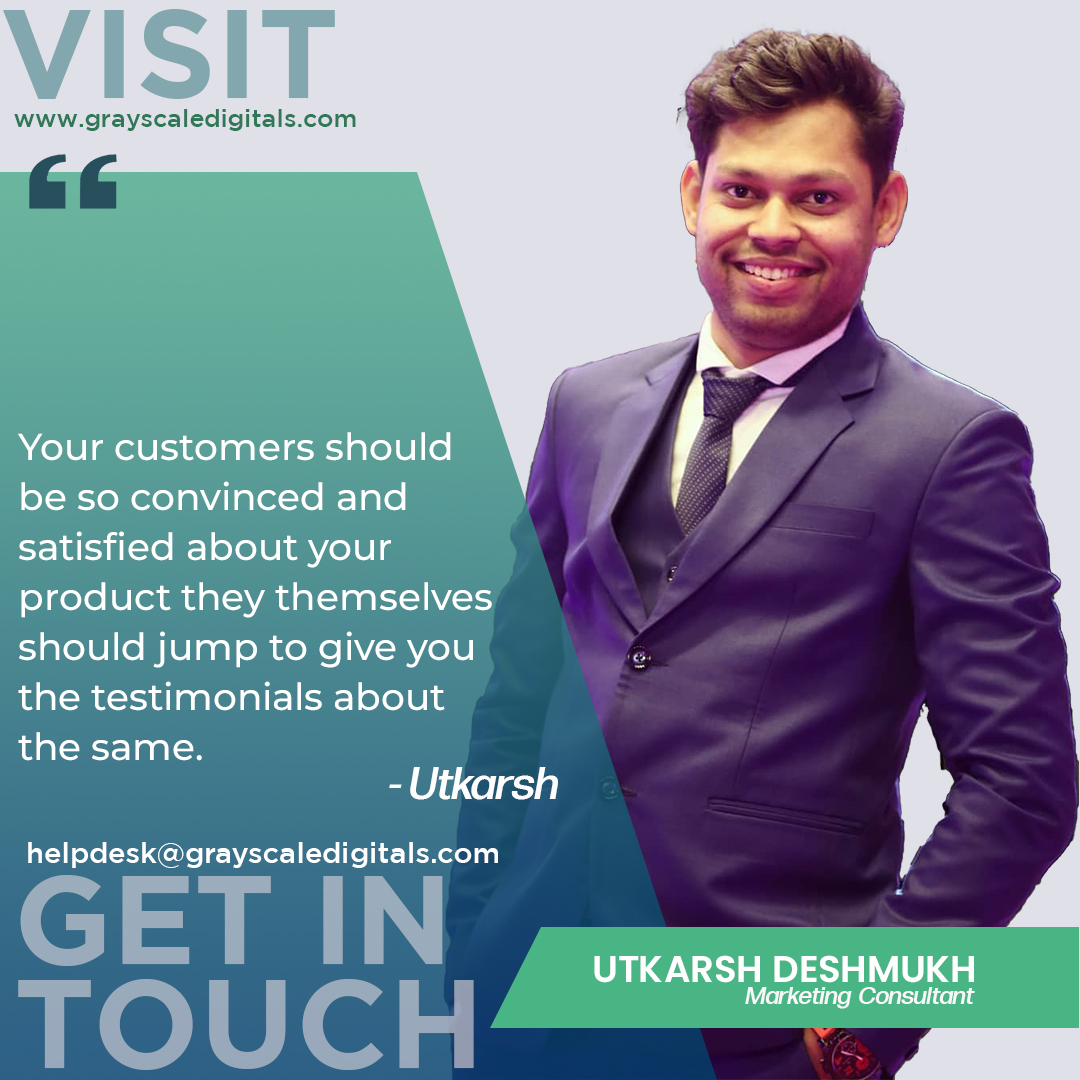 VISIT
www.grayscaledigitals.com
“
Your customers should
be so convinced and
satisfied about your
product they themselves
should jump to give you
the testimonials about
the same.
- Utkarsh
helpdesk@grayscaledigitals.com
GET IN
TOUCH
UTKARSH DESHMUKH
Marketing Consultant